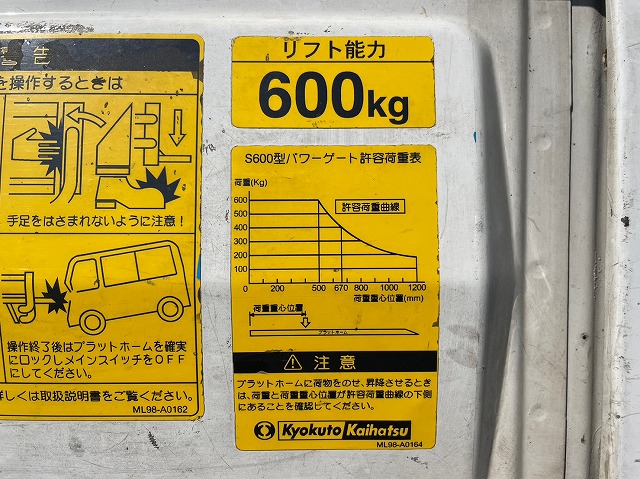 を操作するときは
手足をはさまれないように注意!
操作終了後はプラットホームを確実
にロックしメインスイッチをOFF
にしてください。
詳しくは取扱説明書をご覧ください。
ML98-A0162
リフト能力
600kg
S600型パワーゲート許容荷重表
荷重(Kg)
許容荷重曲線
600
500
400
300
200
100
0 200 400 500 670 800 1000 1200
荷重重心位置(mm)
荷重重心位置
プラットホーム
注意
プラットホームに荷物をのせ、昇降させるとき
は、荷重と荷重重心位置が許容荷重曲線の下側
にあることを確認してください。
Kyokuto Kaihatsu
ML98-A0164